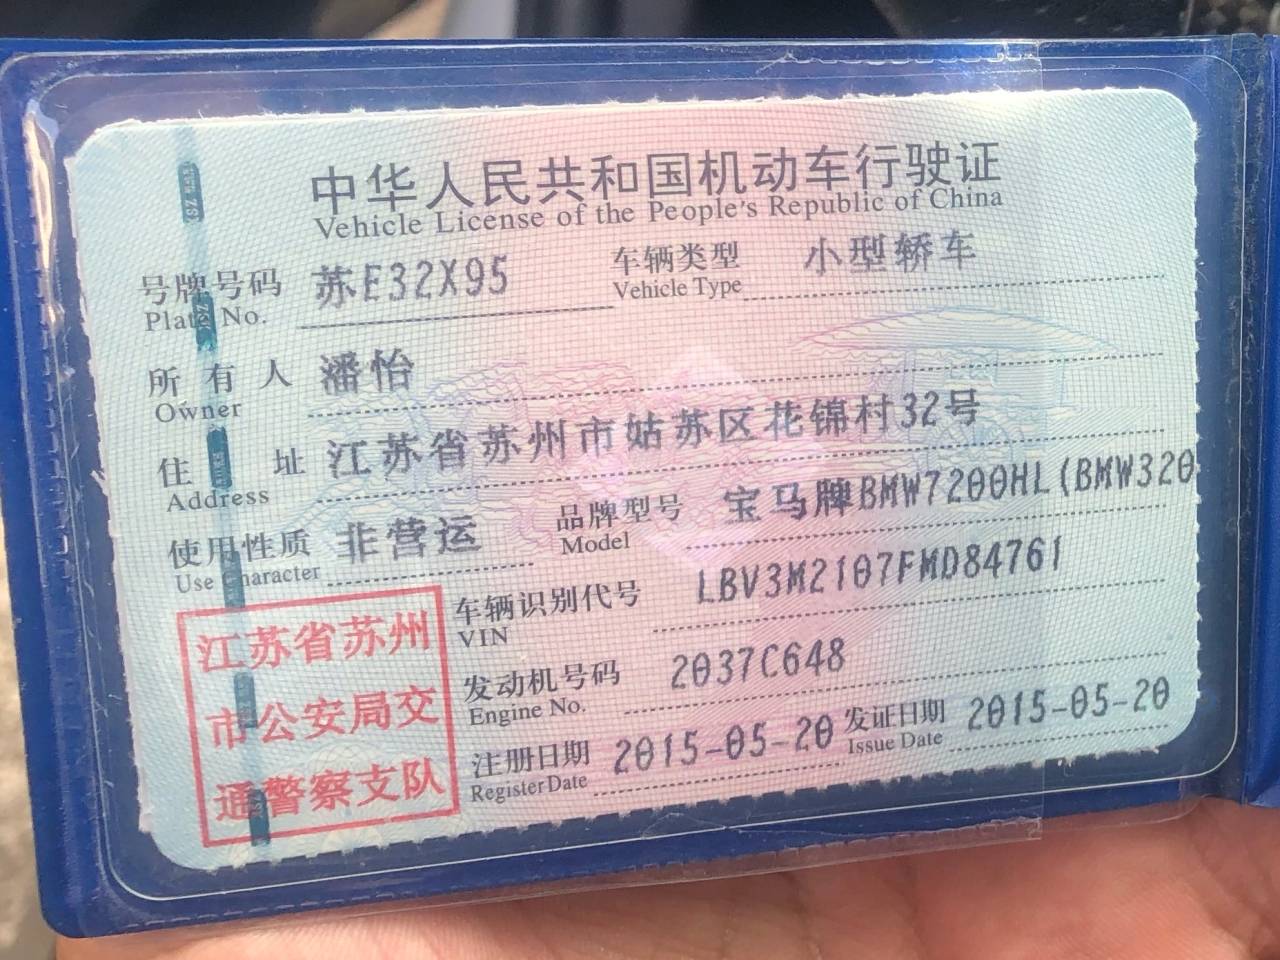 中华人民共和国机动车行驶证
Vehicle License of the People's Republic of China
号牌号码 苏E32X95 车辆类型 小型轿车
Plate No. Vehicle Type
所有人 潘怡
Owner
住址 江苏省苏州市姑苏区花锦村32号
Address
使用性质 非营运 品牌型号 宝马牌BMW7200HL(BMW320
Use Character Model
车辆识别代号 LBV3M2107FMD84761
VIN
发动机号码 2037C648
Engine No.
注册日期 2015-05-20 发证日期 2015-05-20
Register Date Issue Date
江苏省苏州
市公安局交
通警察支队